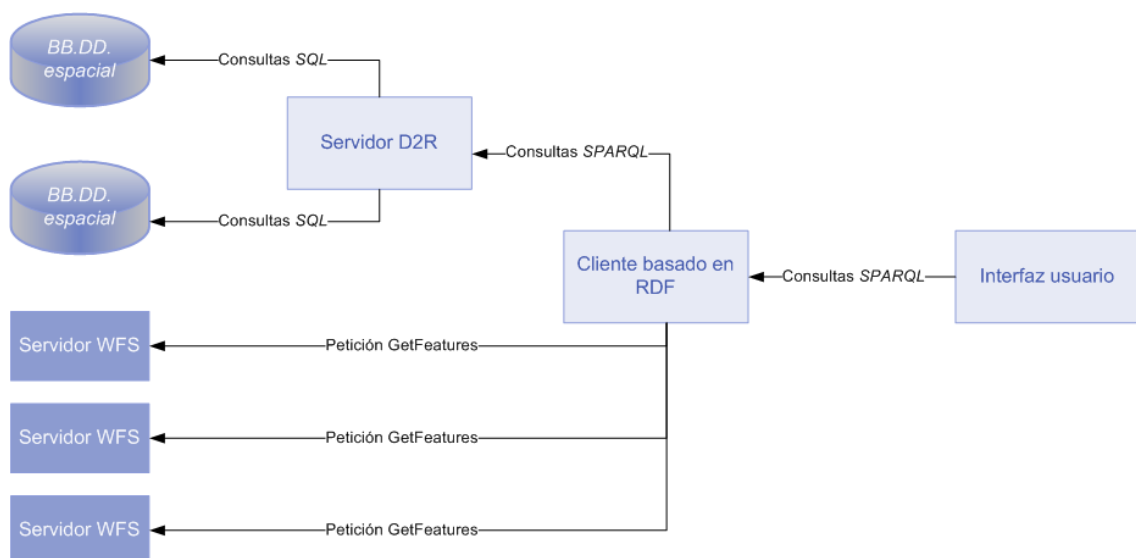 BB.DD.
espacial
Consultas SQL
Servidor D2R
Consultas SPARQL
BB.DD.
espacial
Consultas SQL
Cliente basado en
RDF
Consultas SPARQL
Interfaz usuario
Servidor WFS
Petición GetFeatures
Servidor WFS
Petición GetFeatures
Servidor WFS
Petición GetFeatures